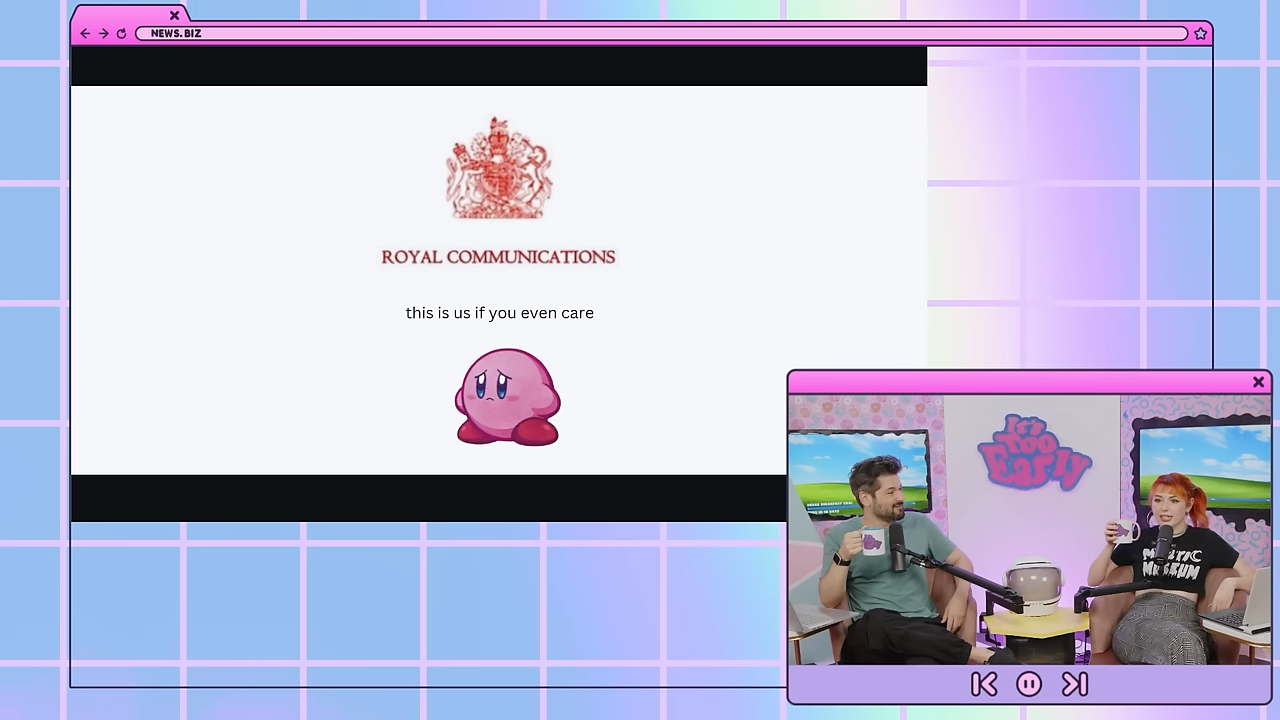 NEWS.BIZ
ROYAL COMMUNICATIONS
this is us if you even care
It's
Too
Early
MYSTIC
MUSEUM